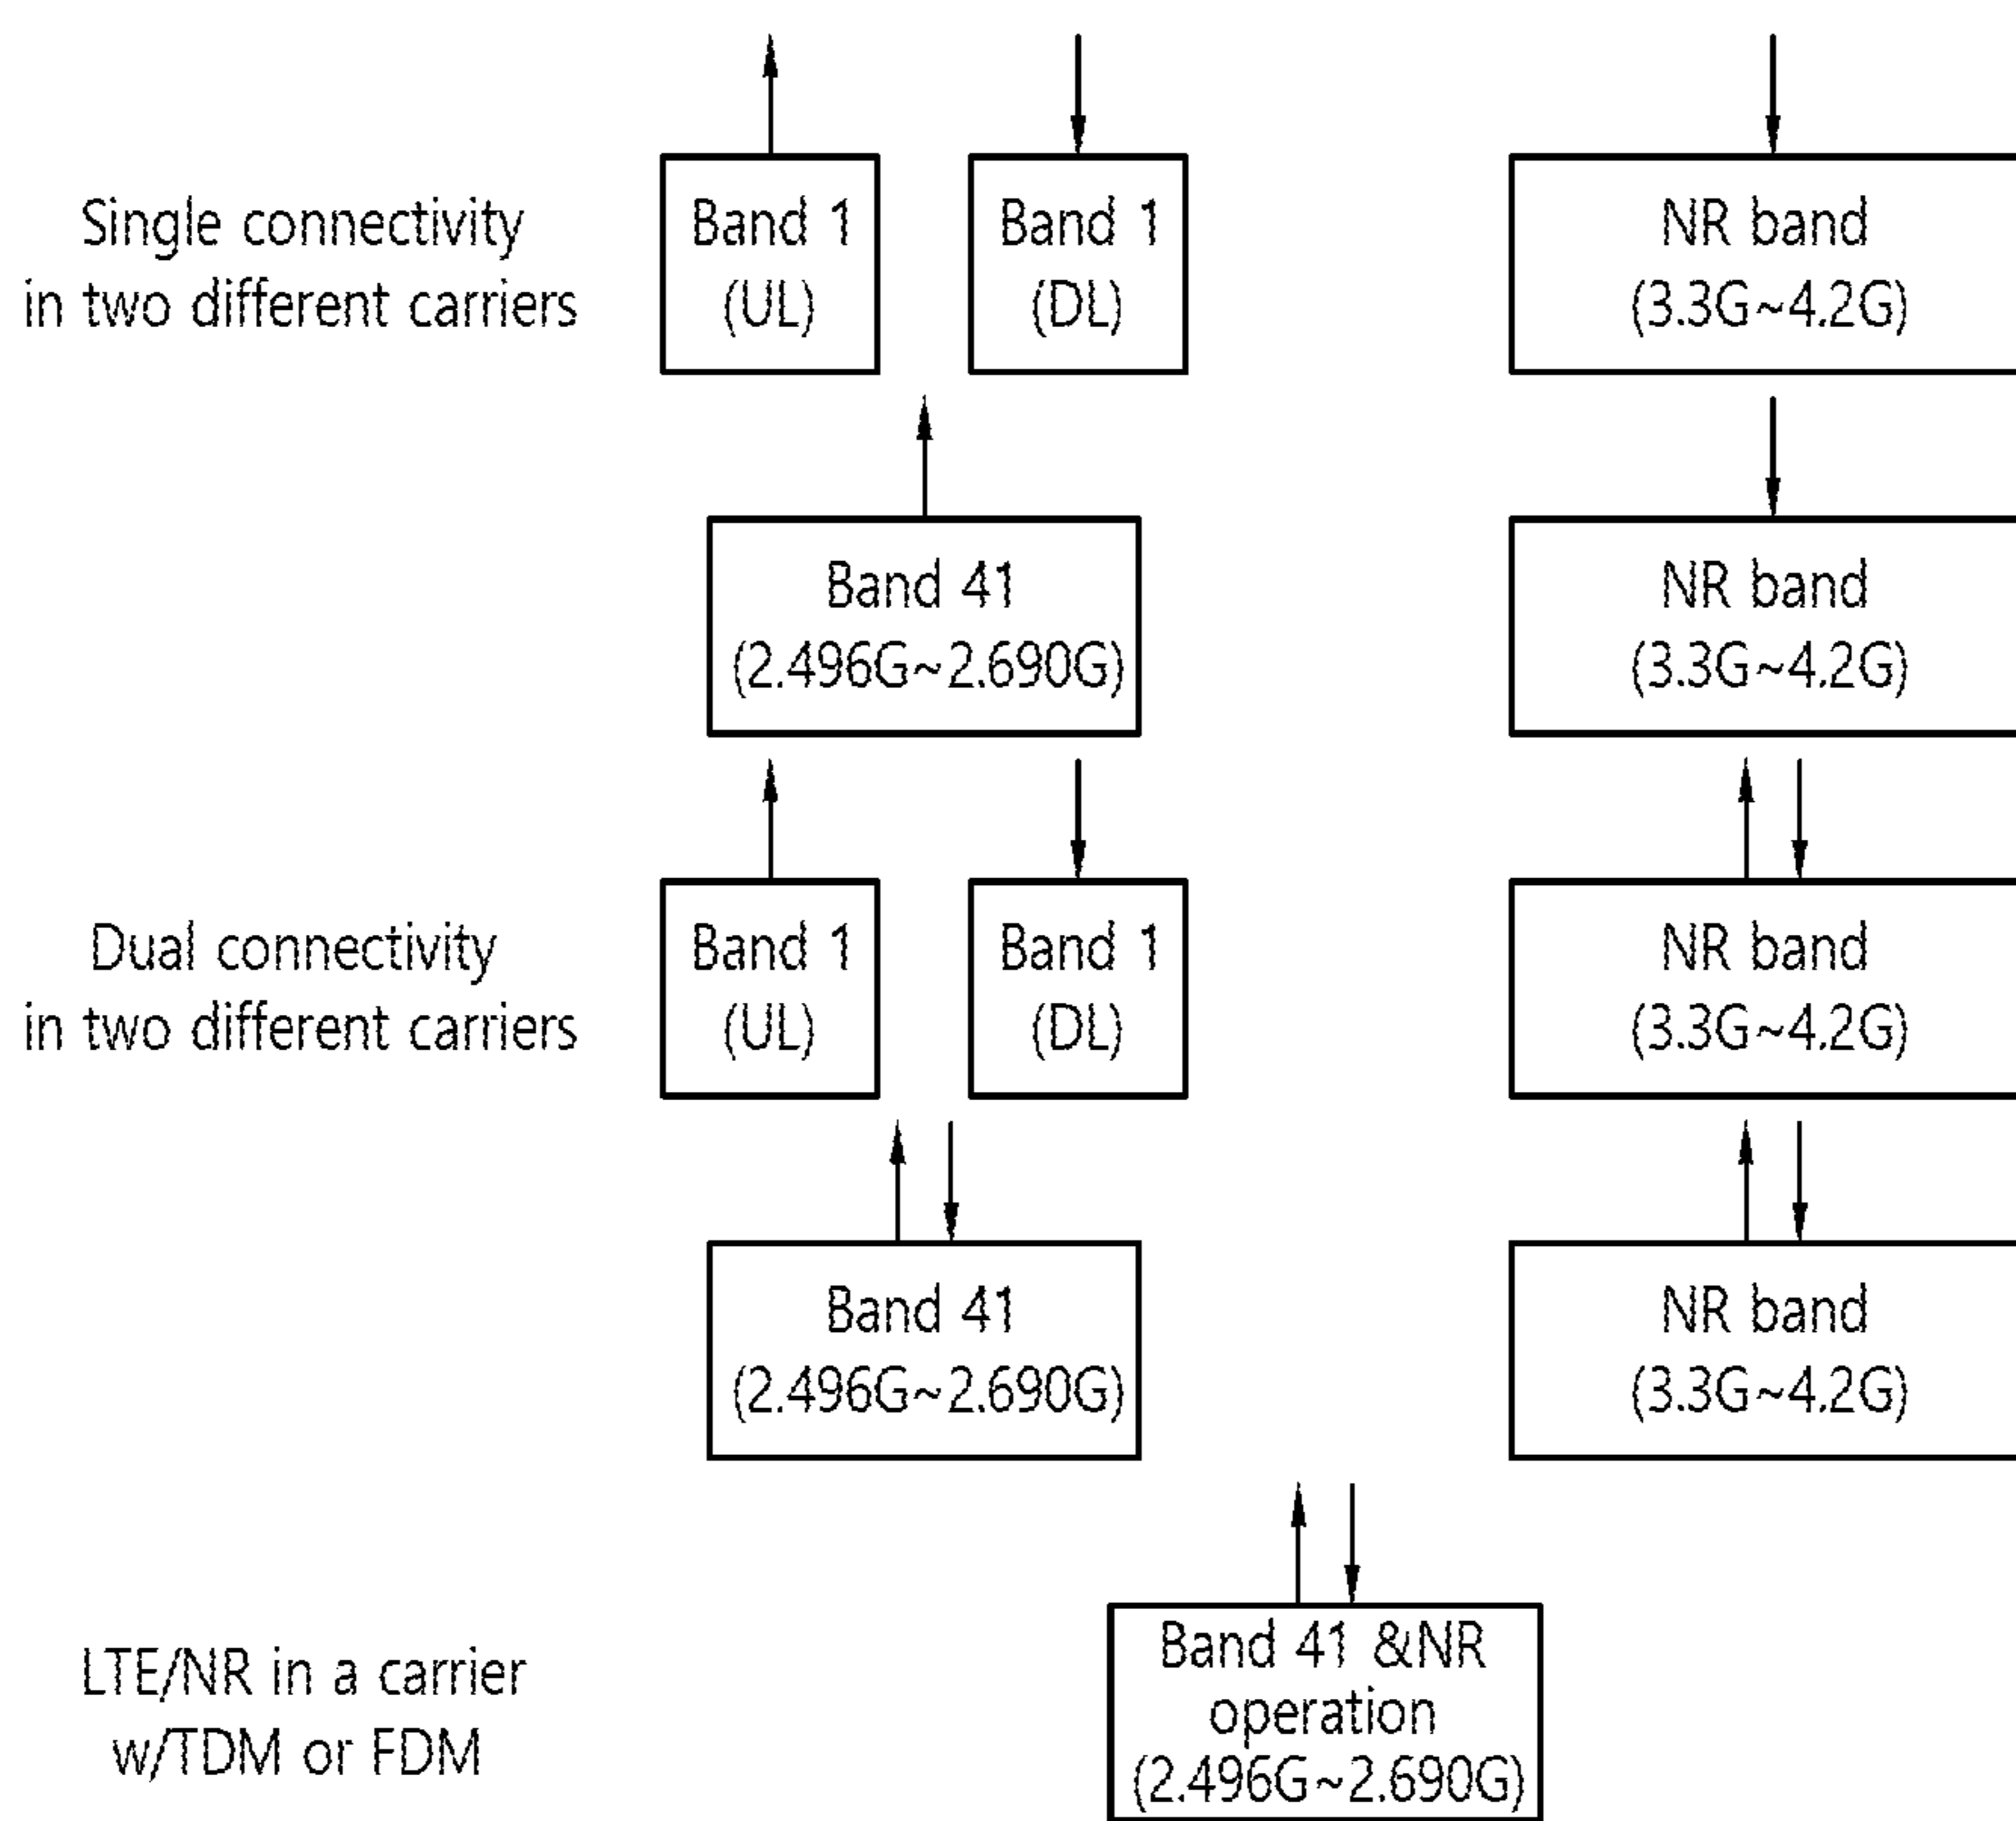 Single connectivity
in two different carriers
Band 1
(UL)
Band 1
(DL)
NR band
(3.3G~4.2G)
Band 41
(2.496G~2.690G)
NR band
(3.3G~4.2G)
Dual connectivity
in two different carriers
Band 1
(UL)
Band 1
(DL)
NR band
(3.3G~4.2G)
Band 41
(2.496G~2.690G)
NR band
(3.3G~4.2G)
LTE/NR in a carrier
w/TDM or FDM
Band 41 &NR
operation
(2.496G~2.690G)